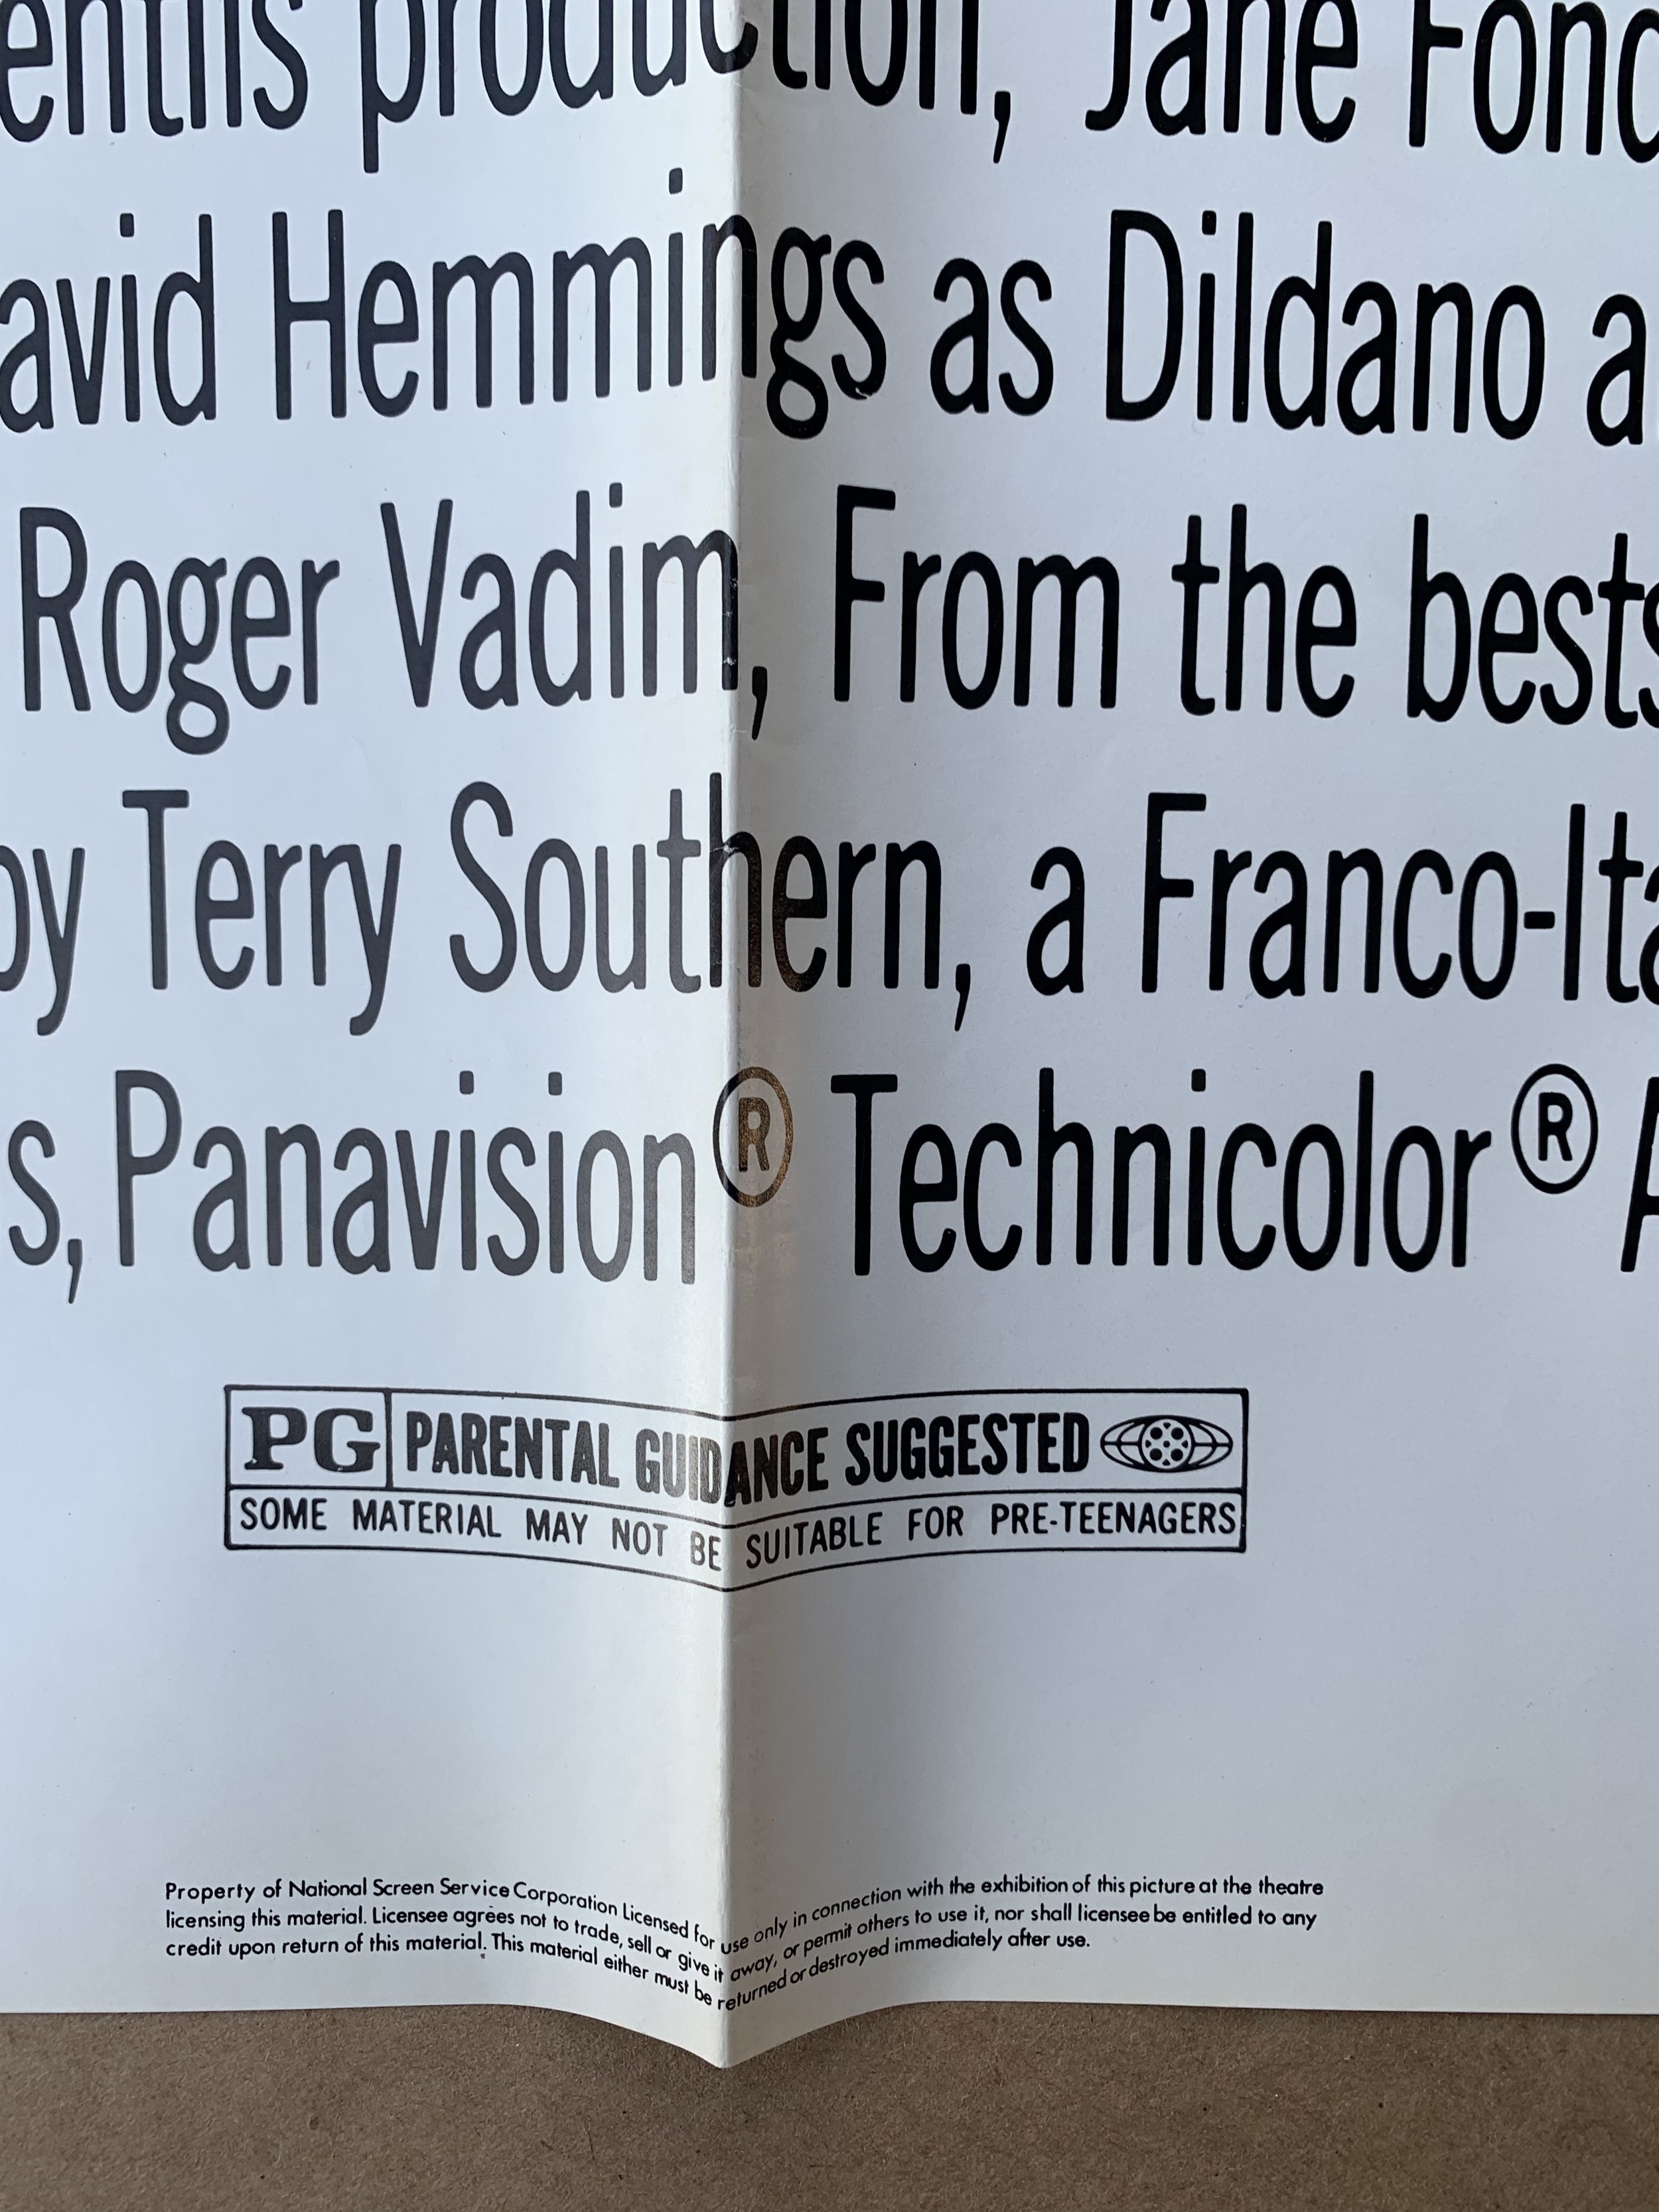 entiis production, Jane Fond
avid Hemmings as Dildano a
Roger Vadim, From the bests
by Terry Southern, a Franco-Ita
s, Panavision® Technicolor®
PG PARENTAL GUIDANCE SUGGESTED
SOME MATERIAL MAY NOT BE SUITABLE FOR PRE-TEENAGERS
Property of National Screen Service Corporation Licensed for use only in connection with the exhibition of this picture at the theatre
licensing this material. Licensee agrees not to trade, sell or give it away, or permit others to use it, nor shall licensee be entitled to any
credit upon return of this material. This material either must be returned or destroyed immediately after use.